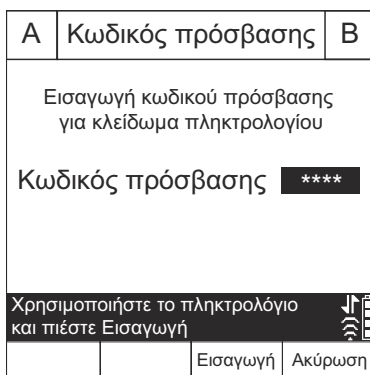 A Κωδικός πρόσβασης B
Εισαγωγή κωδικού πρόσβασης
για κλείδωμα πληκτρολογίου
Κωδικός πρόσβασης ****
Χρησιμοποιήστε το πληκτρολόγιο
και πιέστε Εισαγωγή
Εισαγωγή Ακύρωση